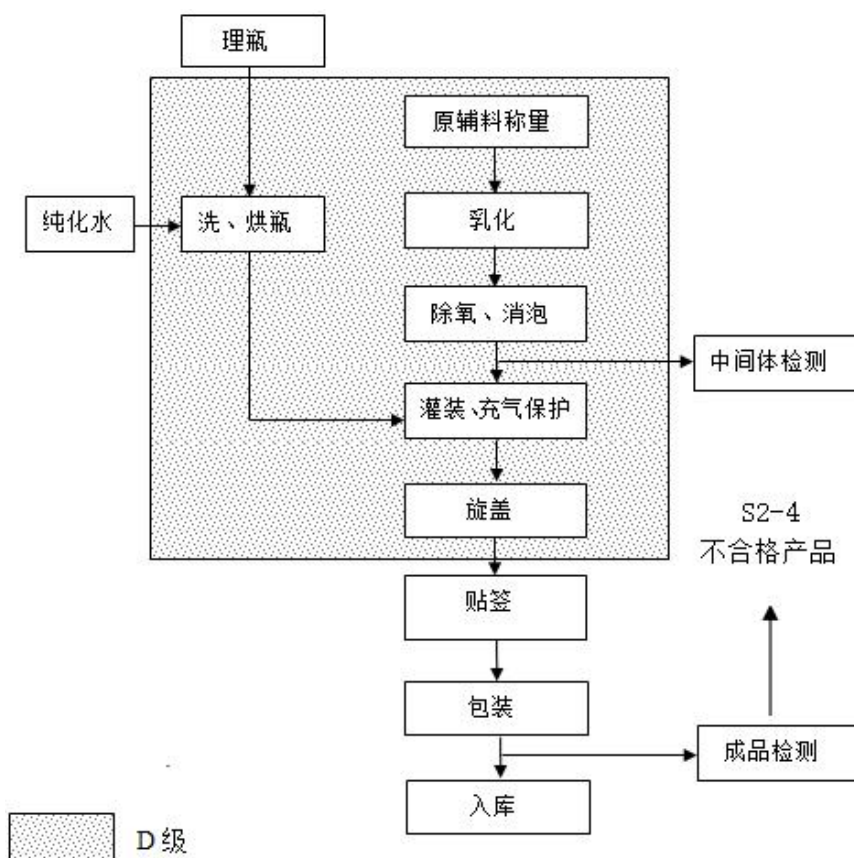 理瓶
原辅料称量
纯化水
洗、烘瓶
乳化
除氧、消泡
中间体检测
灌装、充气保护
旋盖
S2-4
不合格产品
贴签
包装
成品检测
入库
D级